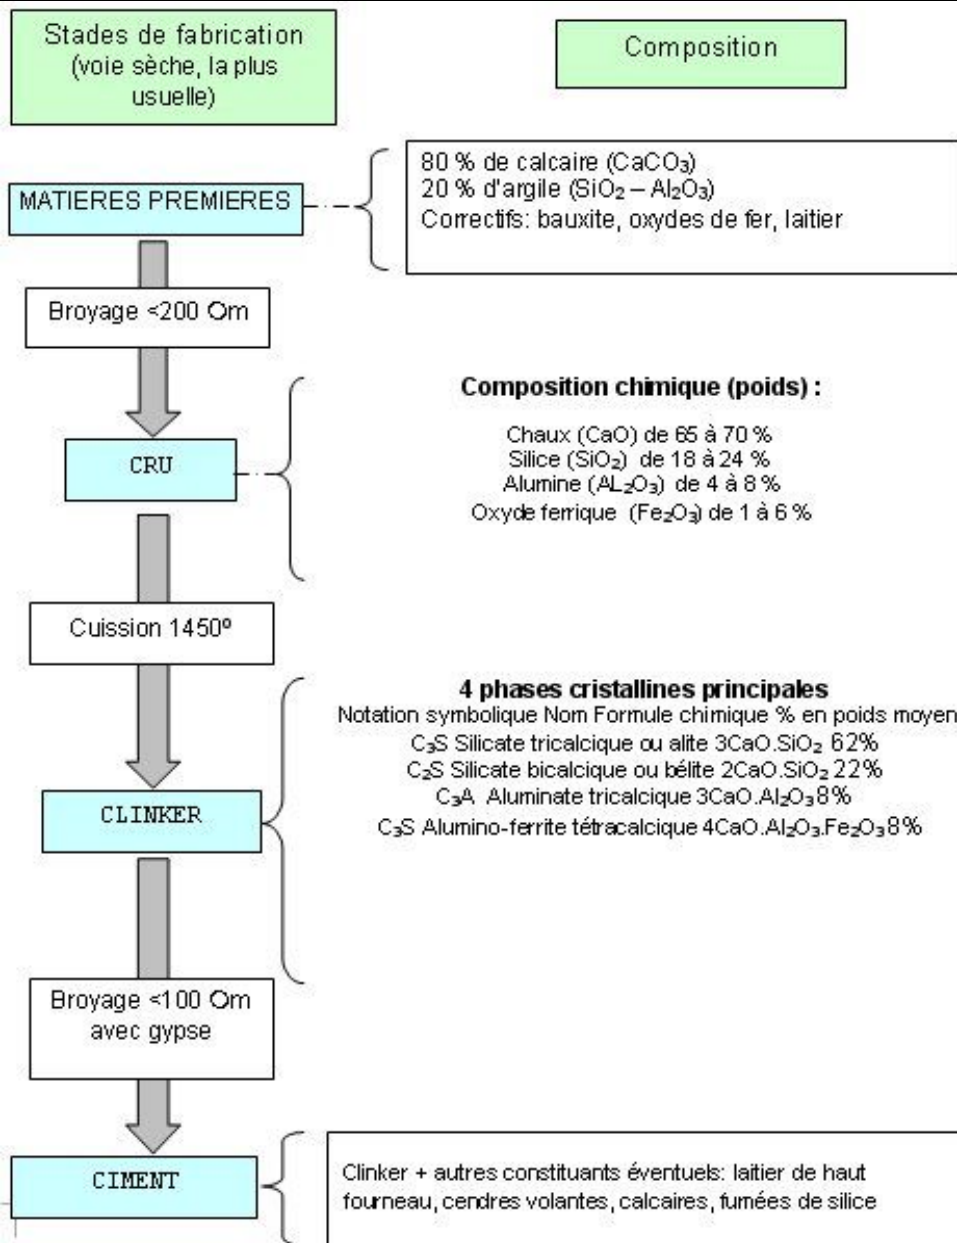 Stades de fabrication
(voie sèche, la plus
usuelle)
Composition
MATIERES PREMIERES
80 % de calcaire (CaCO₃)
20 % d'argile (SiO₂ – Al₂O₃)
Correctifs: bauxite, oxydes de fer, laitier
Broyage <200 Om
CRU
Composition chimique (poids) :
Chaux (CaO) de 65 à 70 %
Silice (SiO₂) de 18 à 24 %
Alumine (AL₂O₃) de 4 à 8 %
Oxyde ferrique (Fe₂O₃) de 1 à 6 %
Cuission 1450º
CLINKER
4 phases cristallines principales
Notation symbolique Nom Formule chimique % en poids moyen
C₃S Silicate tricalcique ou alite 3CaO.SiO₂ 62%
C₂S Silicate bicalcique ou bélite 2CaO.SiO₂ 22%
C₃A Aluminate tricalcique 3CaO.Al₂O₃ 8%
C₃S Alumino-ferrite tétracalcique 4CaO.Al₂O₃.Fe₂O₃ 8%
Broyage <100 Om
avec gypse
CIMENT
Clinker + autres constituants éventuels: laitier de haut
fourneau, cendres volantes, calcaires, fumées de silice